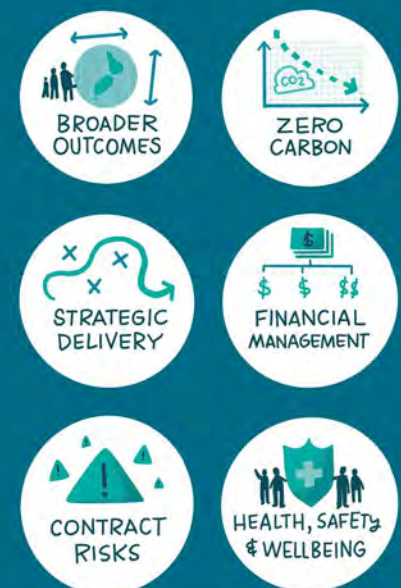 BROADER
OUTCOMES
CO2
ZERO
CARBON
STRATEGIC
DELIVERY
$
$ $ $$
FINANCIAL
MANAGEMENT
! ! ! !
CONTRACT
RISKS
HEALTH, SAFETY
& WELLBEING